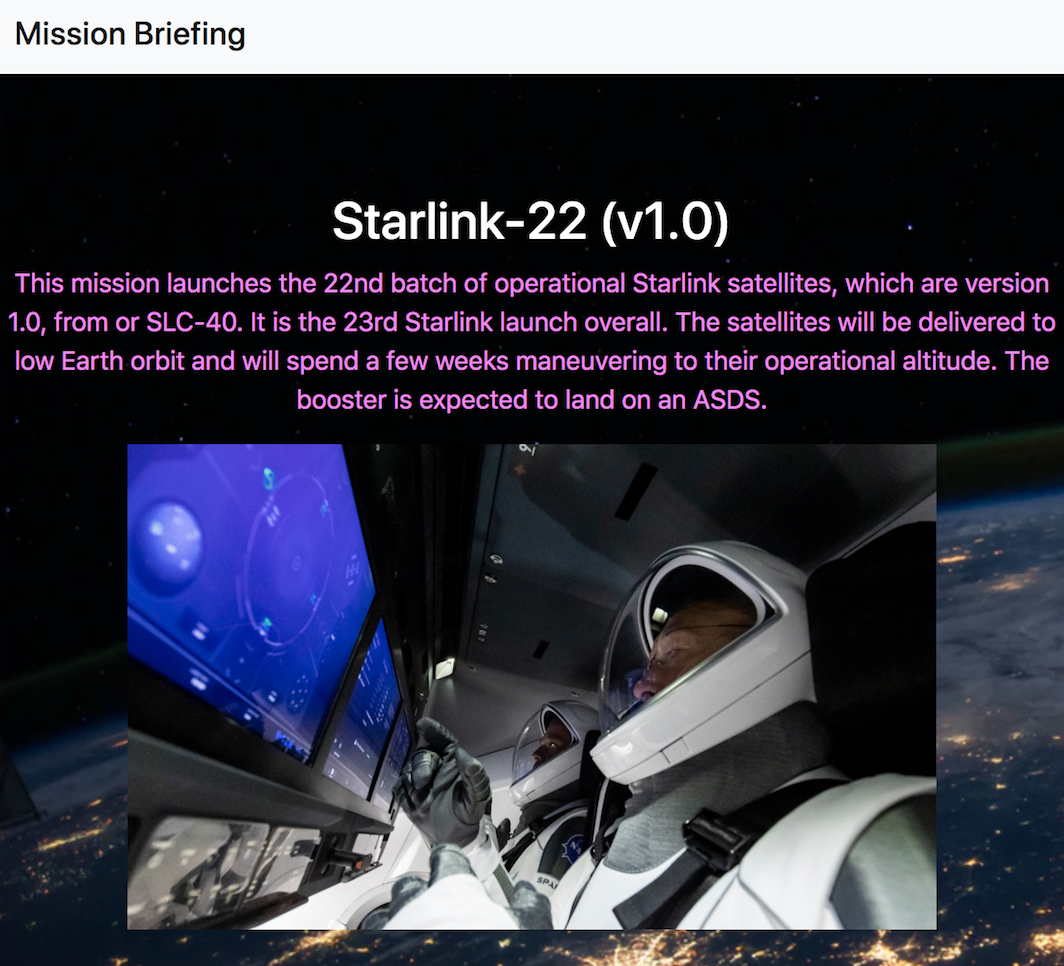 Mission Briefing
Starlink-22 (v1.0)
This mission launches the 22nd batch of operational Starlink satellites, which are version
1.0, from or SLC-40. It is the 23rd Starlink launch overall. The satellites will be delivered to
low Earth orbit and will spend a few weeks maneuvering to their operational altitude. The
booster is expected to land on an ASDS.